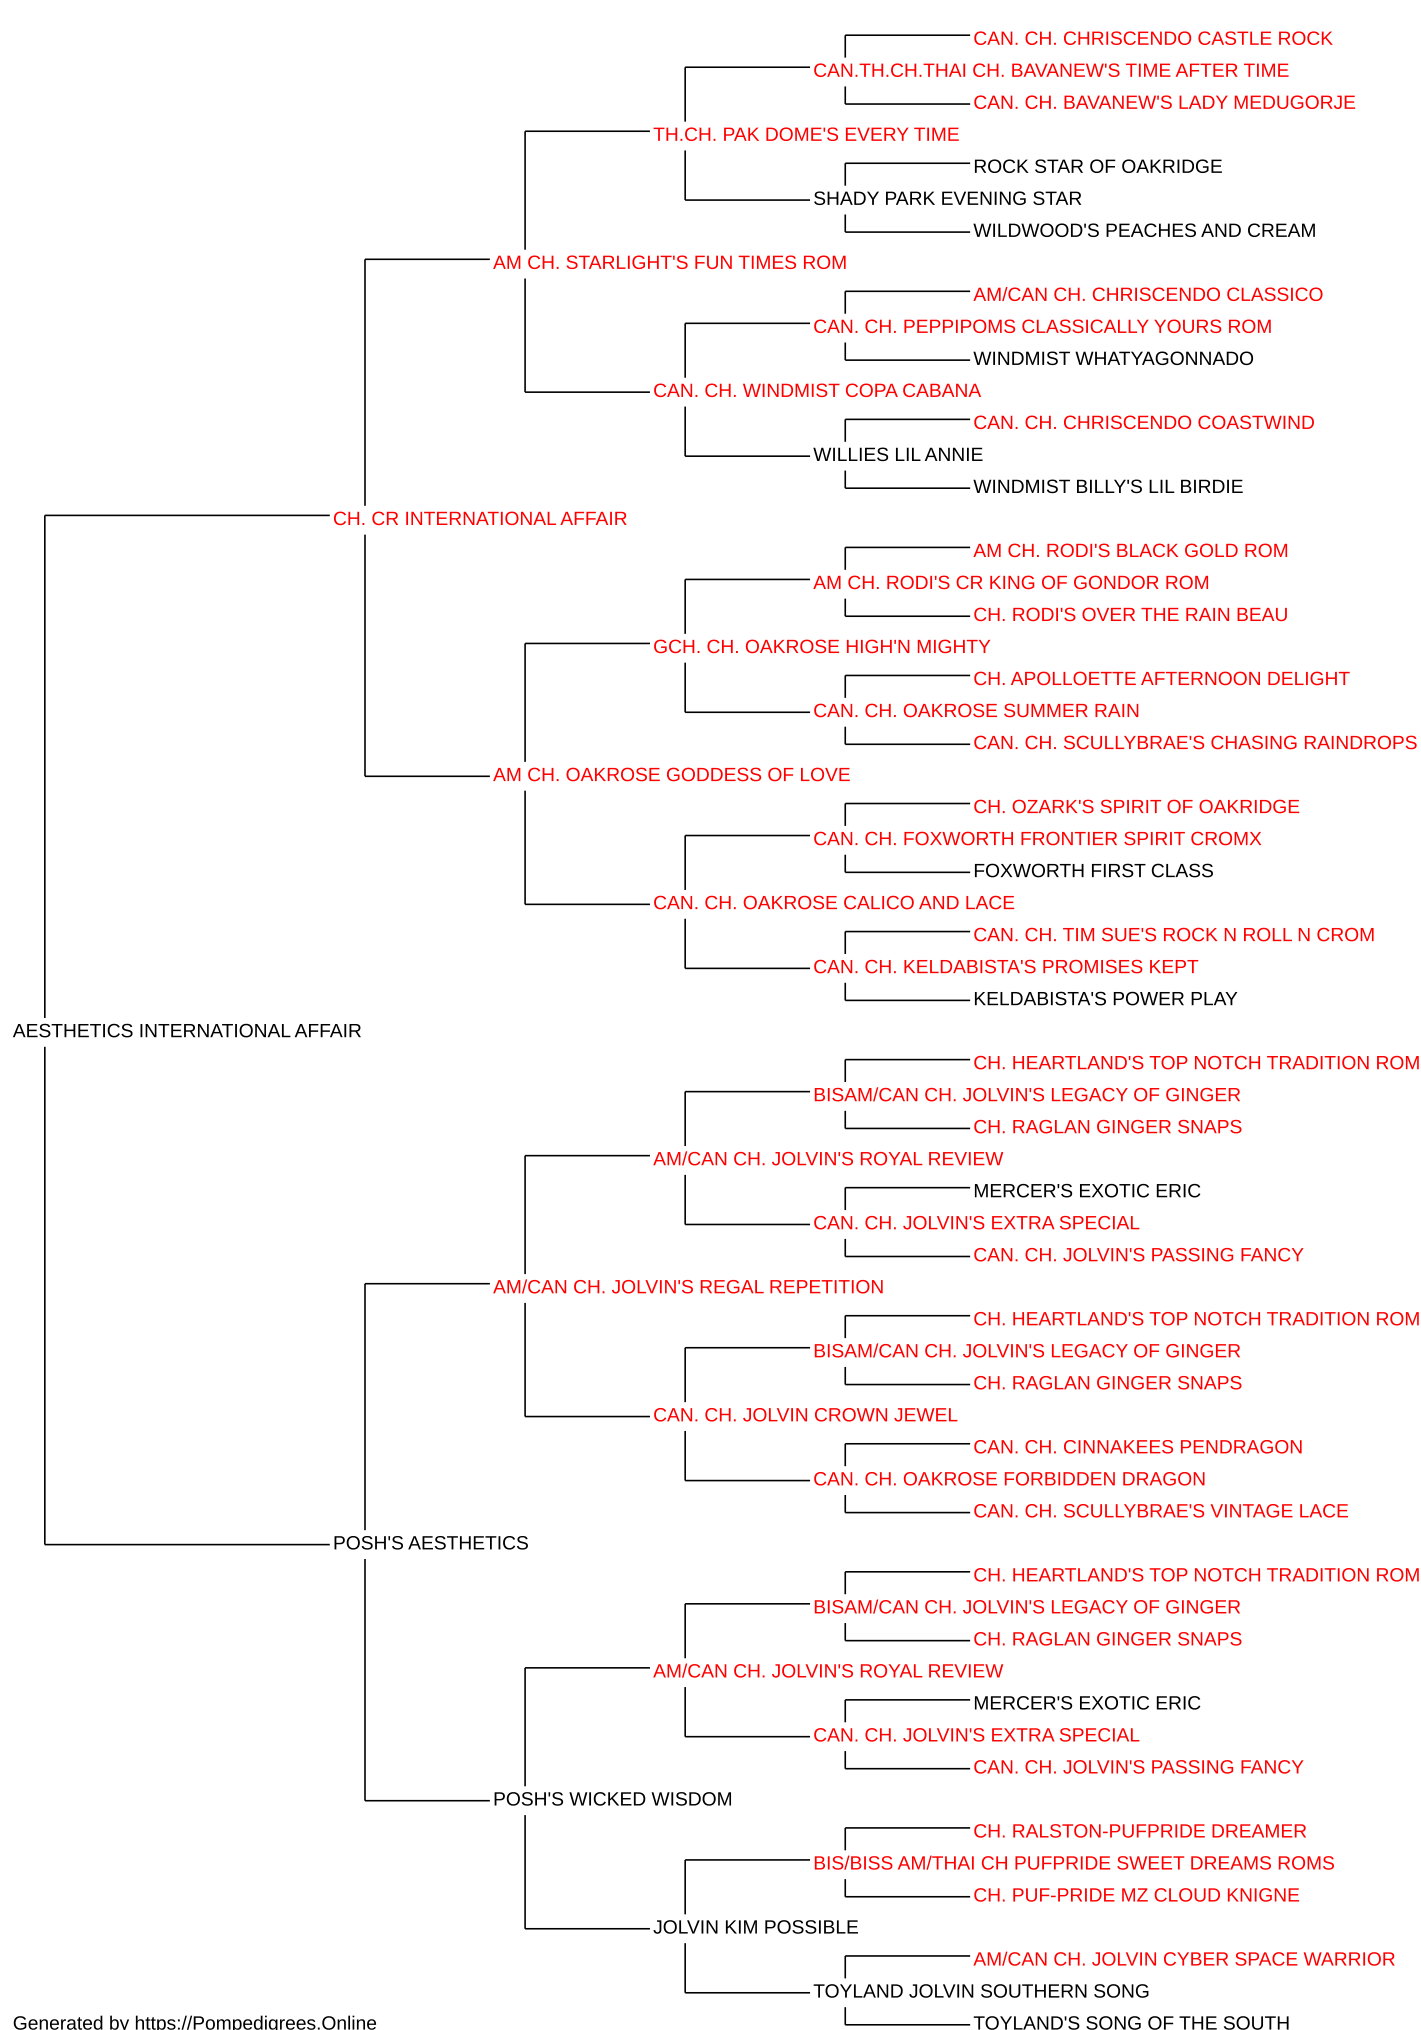 CAN. CH. CHRISCENDO CASTLE ROCK
CAN.TH.CH.THAI CH. BAVANEW'S TIME AFTER TIME
CAN. CH. BAVANEW'S LADY MEDUGORJE
TH.CH. PAK DOME'S EVERY TIME
ROCK STAR OF OAKRIDGE
SHADY PARK EVENING STAR
WILDWOOD'S PEACHES AND CREAM
AM CH. STARLIGHT'S FUN TIMES ROM
AM/CAN CH. CHRISCENDO CLASSICO
CAN. CH. PEPPIPOMS CLASSICALLY YOURS ROM
WINDMIST WHATYAGONNADO
CAN. CH. WINDMIST COPA CABANA
CAN. CH. CHRISCENDO COASTWIND
WILLIES LIL ANNIE
WINDMIST BILLY'S LIL BIRDIE
CH. CR INTERNATIONAL AFFAIR
AM CH. RODI'S BLACK GOLD ROM
AM CH. RODI'S CR KING OF GONDOR ROM
CH. RODI'S OVER THE RAIN BEAU
GCH. CH. OAKROSE HIGH'N MIGHTY
CH. APOLLOETTE AFTERNOON DELIGHT
CAN. CH. OAKROSE SUMMER RAIN
CAN. CH. SCULLYBRAE'S CHASING RAINDROPS
AM CH. OAKROSE GODDESS OF LOVE
CH. OZARK'S SPIRIT OF OAKRIDGE
CAN. CH. FOXWORTH FRONTIER SPIRIT CROMX
FOXWORTH FIRST CLASS
CAN. CH. OAKROSE CALICO AND LACE
CAN. CH. TIM SUE'S ROCK N ROLL N CROM
CAN. CH. KELDABISTA'S PROMISES KEPT
KELDABISTA'S POWER PLAY
AESTHETICS INTERNATIONAL AFFAIR
CH. HEARTLAND'S TOP NOTCH TRADITION ROM
BISAM/CAN CH. JOLVIN'S LEGACY OF GINGER
CH. RAGLAN GINGER SNAPS
AM/CAN CH. JOLVIN'S ROYAL REVIEW
MERCER'S EXOTIC ERIC
CAN. CH. JOLVIN'S EXTRA SPECIAL
CAN. CH. JOLVIN'S PASSING FANCY
AM/CAN CH. JOLVIN'S REGAL REPETITION
CH. HEARTLAND'S TOP NOTCH TRADITION ROM
BISAM/CAN CH. JOLVIN'S LEGACY OF GINGER
CH. RAGLAN GINGER SNAPS
CAN. CH. JOLVIN CROWN JEWEL
CAN. CH. CINNAKEES PENDRAGON
CAN. CH. OAKROSE FORBIDDEN DRAGON
CAN. CH. SCULLYBRAE'S VINTAGE LACE
POSH'S AESTHETICS
CH. HEARTLAND'S TOP NOTCH TRADITION ROM
BISAM/CAN CH. JOLVIN'S LEGACY OF GINGER
CH. RAGLAN GINGER SNAPS
AM/CAN CH. JOLVIN'S ROYAL REVIEW
MERCER'S EXOTIC ERIC
CAN. CH. JOLVIN'S EXTRA SPECIAL
CAN. CH. JOLVIN'S PASSING FANCY
POSH'S WICKED WISDOM
CH. RALSTON-PUFPRIDE DREAMER
BIS/BISS AM/THAI CH PUFPRIDE SWEET DREAMS ROMS
CH. PUF-PRIDE MZ CLOUD KNIGNE
JOLVIN KIM POSSIBLE
AM/CAN CH. JOLVIN CYBER SPACE WARRIOR
TOYLAND JOLVIN SOUTHERN SONG
TOYLAND'S SONG OF THE SOUTH
Generated by https://Pompedigrees.Online